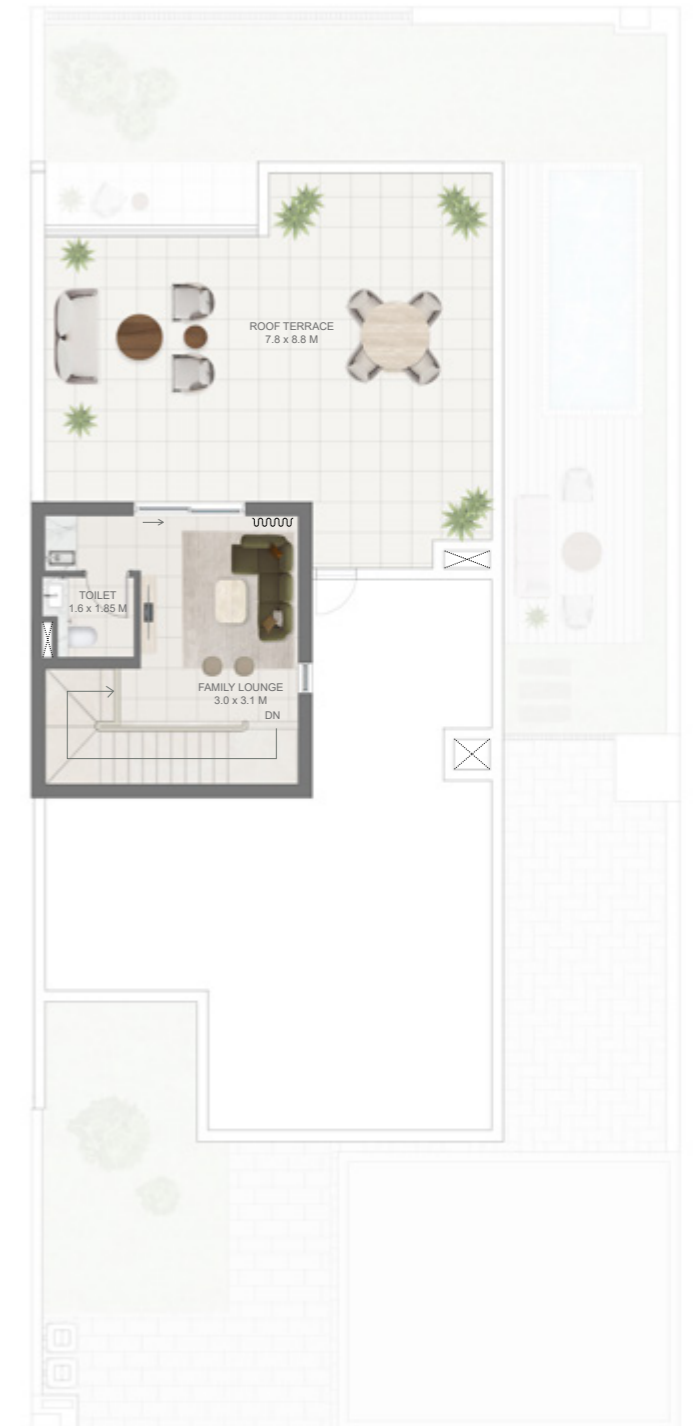 ROOF TERRACE
7.8 x 8.8 M
TOILET
1.6 x 1.85 M
FAMILY LOUNGE
3.0 x 3.1 M
DN